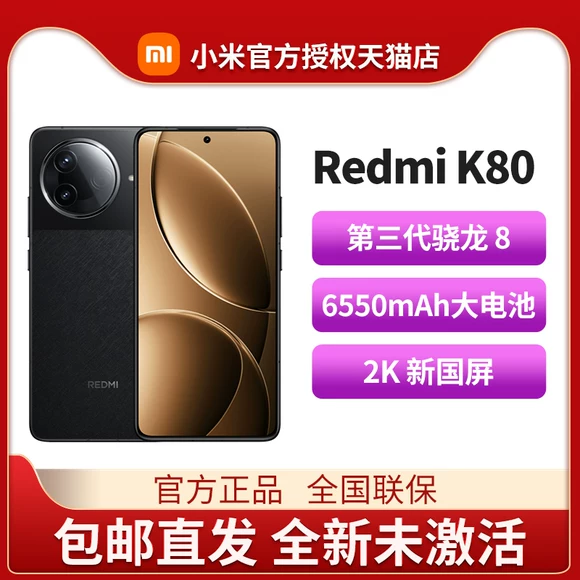 小米官方授权天猫店
Redmi K80
第三代骁龙 8
6550mAh大电池
2K 新国屏
REDMI
官方正品 全国联保
包邮直发 全新未激活